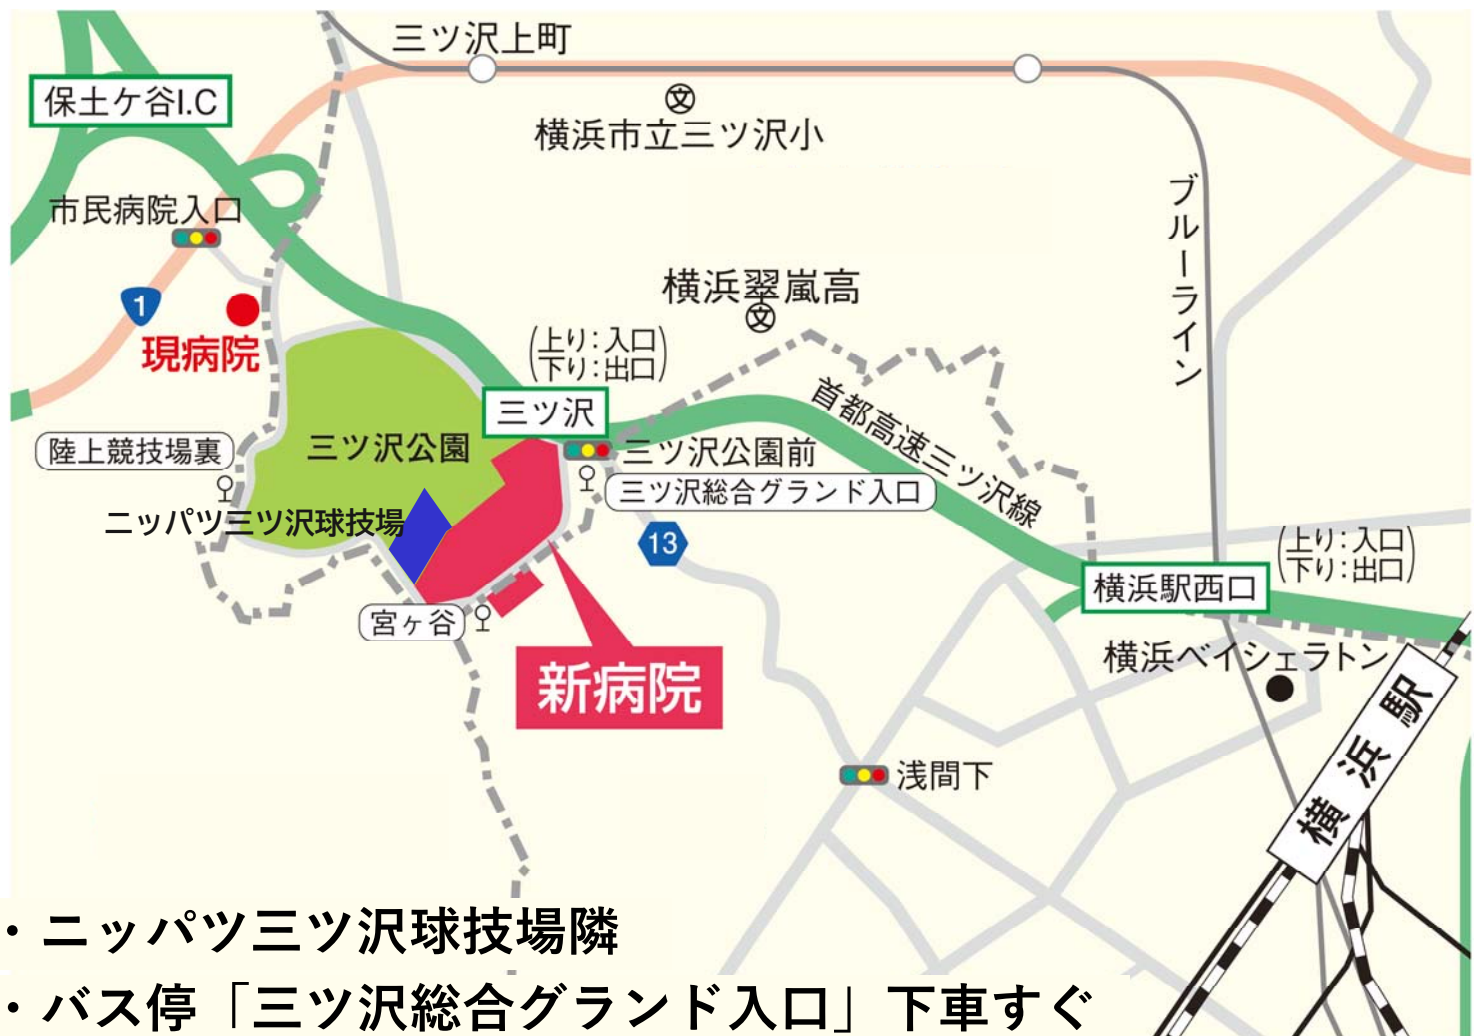 三ツ沢上町
保土ケ谷I.C
文
横浜市立三ツ沢小
ブルーライン
市民病院入口
1
現病院
横浜翠嵐高
文
(上り:入口
下り:出口)
三ツ沢
首都高速三ツ沢線
三ツ沢公園
陸上競技場裏
三ツ沢公園前
三ツ沢総合グランド入口
ニッパツ三ツ沢球技場
13
(上り:入口
下り:出口)
横浜駅西口
宮ヶ谷
横浜ベイシェラトン
新病院
横浜駅
浅間下
・ニッパツ三ツ沢球技場隣
・バス停「三ツ沢総合グランド入口」下車すぐ